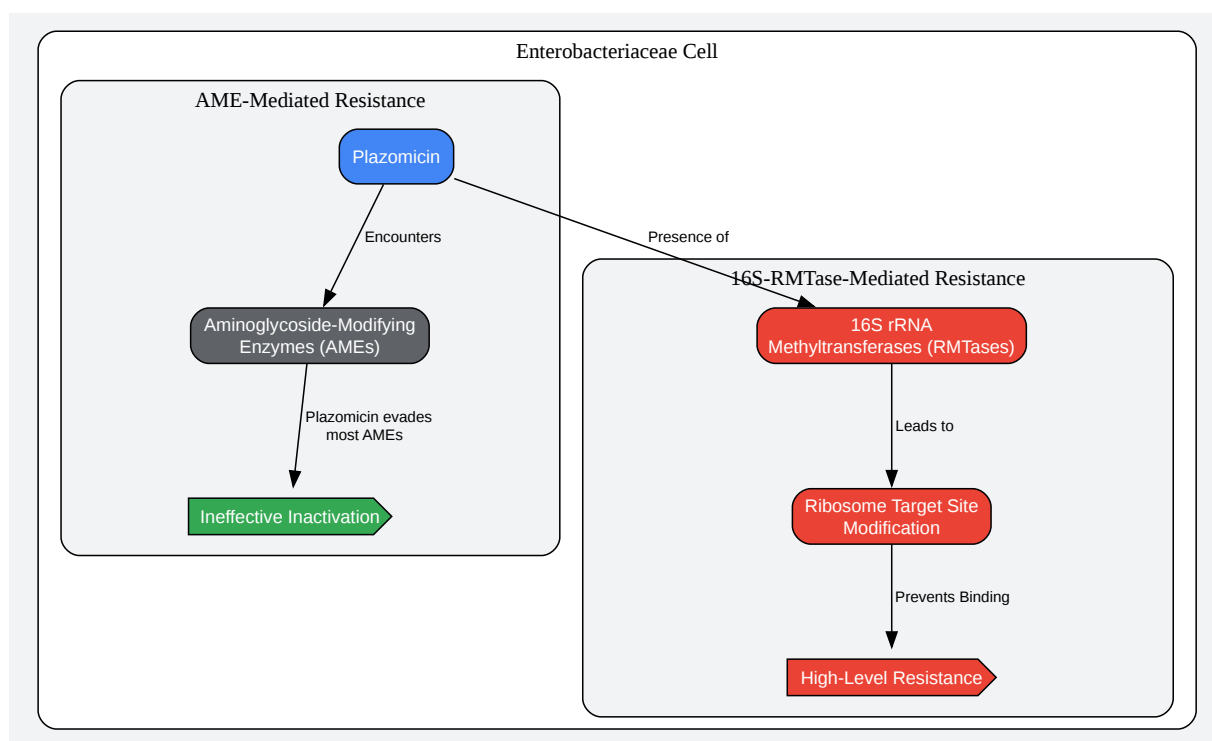 Enterobacteriaceae Cell
AME-Mediated Resistance
Plazomicin
Encounters
Presence of
16S-RMTase-Mediated Resistance
Aminoglycoside-Modifying
Enzymes (AMEs)
16S rRNA
Methyltransferases (RMTases)
Plazomicin evades
most AMEs
Leads to
Ineffective Inactivation
Ribosome Target Site
Modification
Prevents Binding
High-Level Resistance